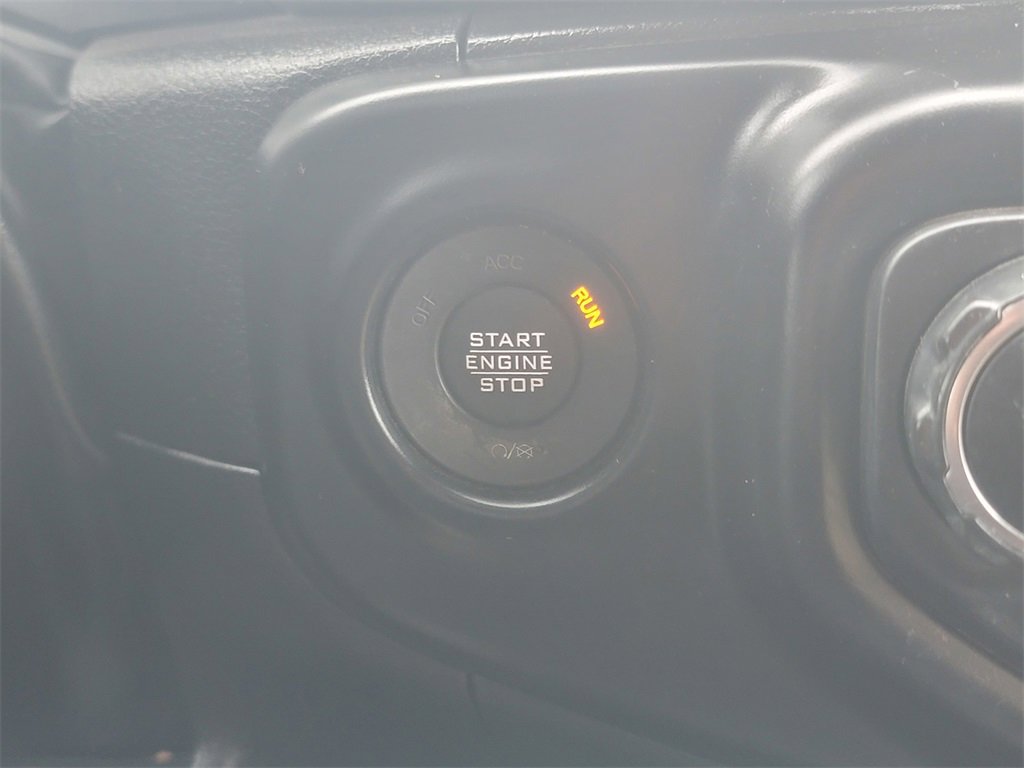 ACC
OFF
RUN
START
ENGINE
STOP